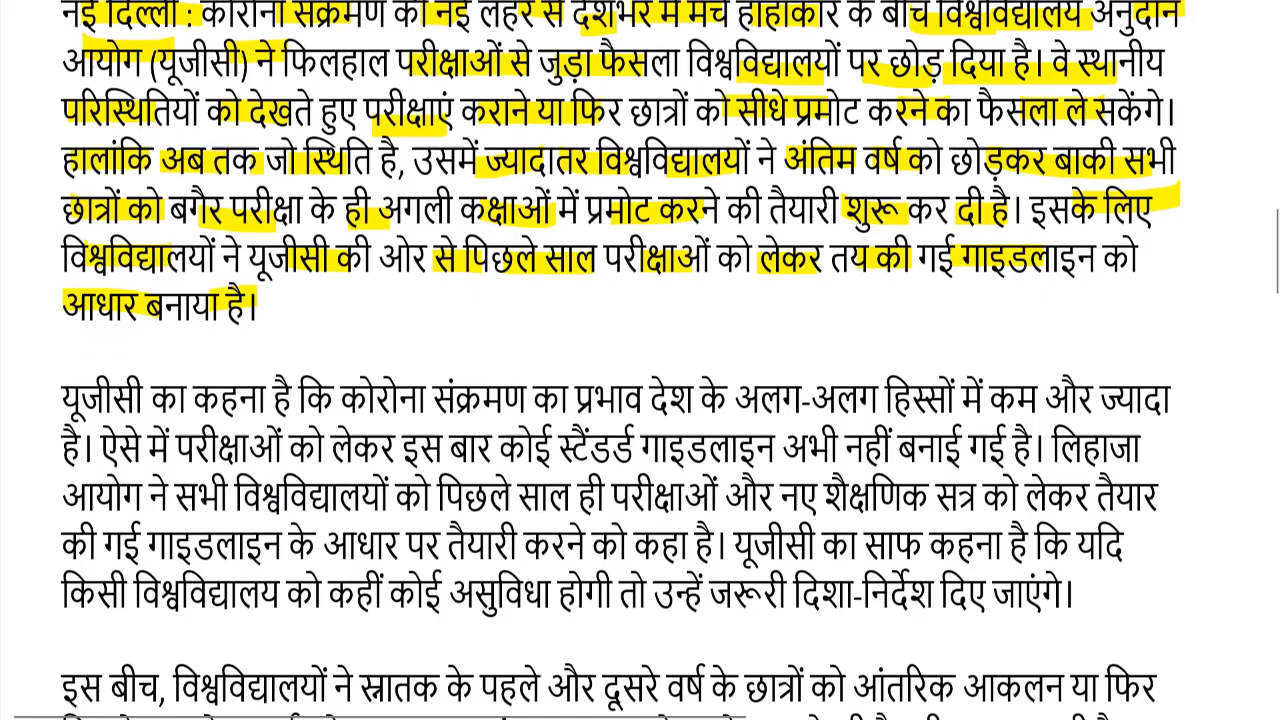 नई दिल्ली : कोरोना संक्रमण की नई लहर से देशभर में मचे हाहाकार के बीच विश्वविद्यालय अनुदान
आयोग (यूजीसी) ने फिलहाल परीक्षाओं से जुड़ा फैसला विश्वविद्यालयों पर छोड़ दिया है। वे स्थानीय
परिस्थितियों को देखते हुए परीक्षाएं कराने या फिर छात्रों को सीधे प्रमोट करने का फैसला ले सकेंगे।
हालांकि अब तक जो स्थिति है, उसमें ज्यादातर विश्वविद्यालयों ने अंतिम वर्ष को छोड़कर बाकी सभी
छात्रों को बगैर परीक्षा के ही अगली कक्षाओं में प्रमोट करने की तैयारी शुरू कर दी है। इसके लिए
विश्वविद्यालयों ने यूजीसी की ओर से पिछले साल परीक्षाओं को लेकर तय की गई गाइडलाइन को
आधार बनाया है।
यूजीसी का कहना है कि कोरोना संक्रमण का प्रभाव देश के अलग-अलग हिस्सों में कम और ज्यादा
है। ऐसे में परीक्षाओं को लेकर इस बार कोई स्टैंडर्ड गाइडलाइन अभी नहीं बनाई गई है। लिहाजा
आयोग ने सभी विश्वविद्यालयों को पिछले साल ही परीक्षाओं और नए शैक्षणिक सत्र को लेकर तैयार
की गई गाइडलाइन के आधार पर तैयारी करने को कहा है। यूजीसी का साफ कहना है कि यदि
किसी विश्वविद्यालय को कहीं कोई असुविधा होगी तो उन्हें जरूरी दिशा-निर्देश दिए जाएंगे।
इस बीच, विश्वविद्यालयों ने स्नातक के पहले और दूसरे वर्ष के छात्रों को आंतरिक आकलन या फिर